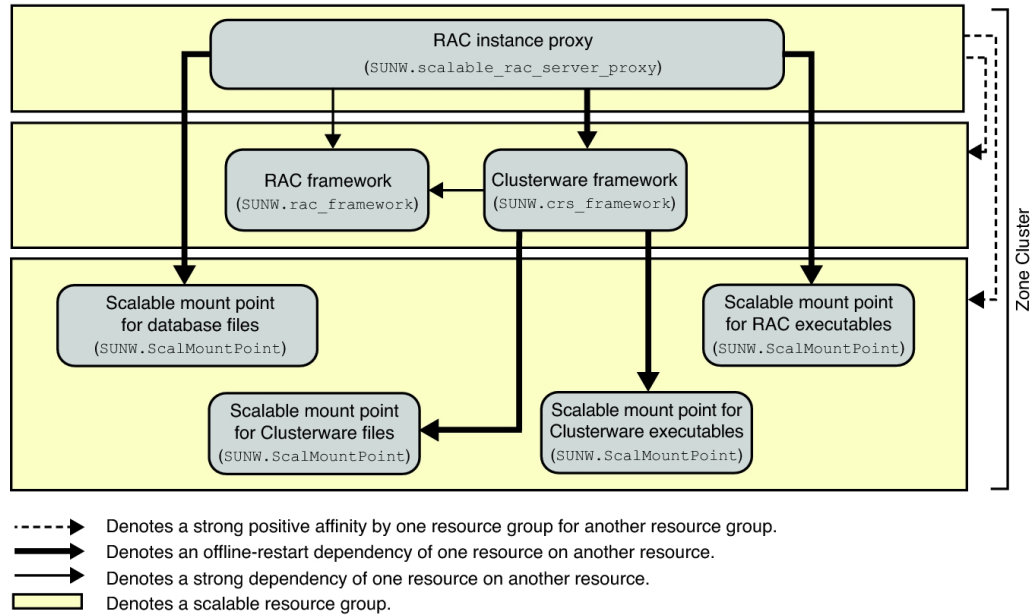 RAC instance proxy
(SUNW.scalable_rac_server_proxy)
RAC framework
(SUNW.rac_framework)
Clusterware framework
(SUNW.crs_framework)
Scalable mount point
for database files
(SUNW.ScalMountPoint)
Scalable mount point
for RAC executables
(SUNW.ScalMountPoint)
Scalable mount point
for Clusterware files
(SUNW.ScalMountPoint)
Scalable mount point for
Clusterware executables
(SUNW.ScalMountPoint)
Zone Cluster
Denotes a strong positive affinity by one resource group for another resource group.
Denotes an offline-restart dependency of one resource on another resource.
Denotes a strong dependency of one resource on another resource.
Denotes a scalable resource group.